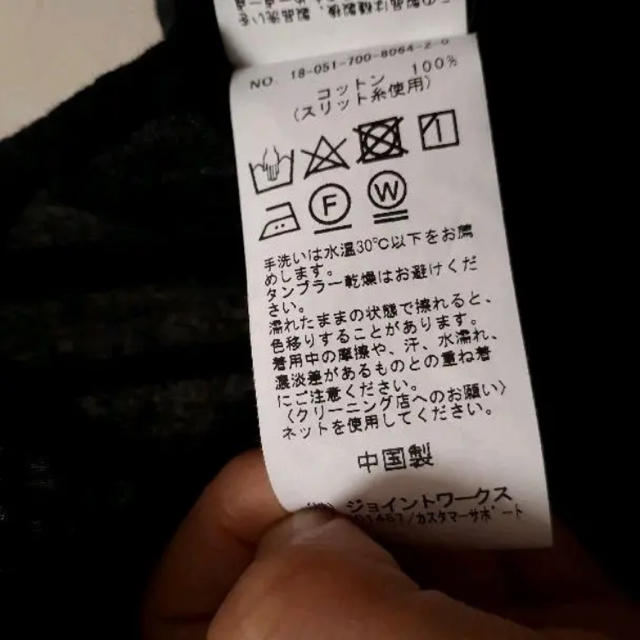 NO. 18-051-700-8064-2-0
コットン 100%
(スリット糸使用)
F W
手洗いは水温30℃以下をお薦
めします。
タンブラー乾燥はお避けくだ
さい。
濡れたままの状態で擦れると、
色移りすることがあります。
着用中の摩擦や、汗、水濡れ、
濃淡差があるものとの重ね着
にご注意ください。
〈クリーニング店へのお願い〉
ネットを使用してください。
中国製
ジョイントワークス
/カスタマーサポート